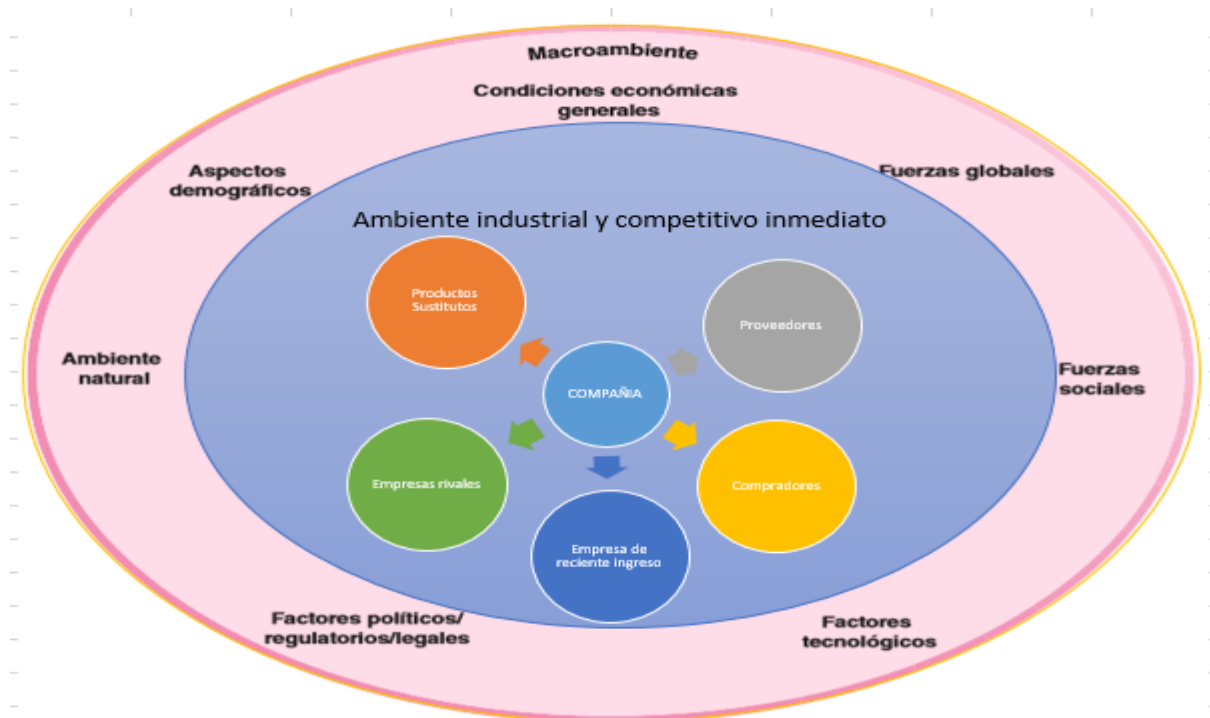 Macroambiente
Condiciones económicas
generales
Aspectos
demográficos
Fuerzas globales
Ambiente industrial y competitivo inmediato
Productos
Sustitutos
Proveedores
Ambiente
natural
COMPAÑIA
Fuerzas
sociales
Empresas rivales
Compradores
Empresa de
reciente ingreso
Factores políticos/
regulatorios/legales
Factores
tecnológicos